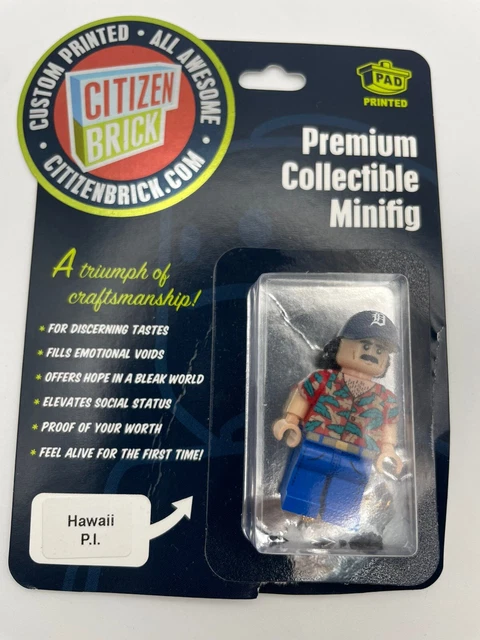 CUSTOM PRINTED • ALL AWESOME
• CITIZENBRICK.COM •
CITIZEN
BRICK
PAD
PRINTED
Premium
Collectible
Minifig
A triumph of
craftsmanship!
* FOR DISCERNING TASTES
* FILLS EMOTIONAL VOIDS
* OFFERS HOPE IN A BLEAK WORLD
* ELEVATES SOCIAL STATUS
* PROOF OF YOUR WORTH
* FEEL ALIVE FOR THE FIRST TIME!
D
Hawaii
P.I.